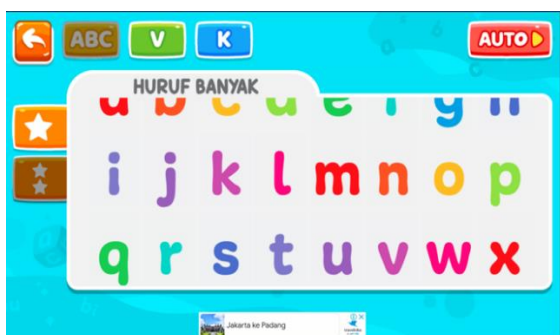 ABC V K AUTO
HURUF BANYAK
a b c d e f g h
i j k l m n o p
q r s t u v w x
Jakarta ke Padang